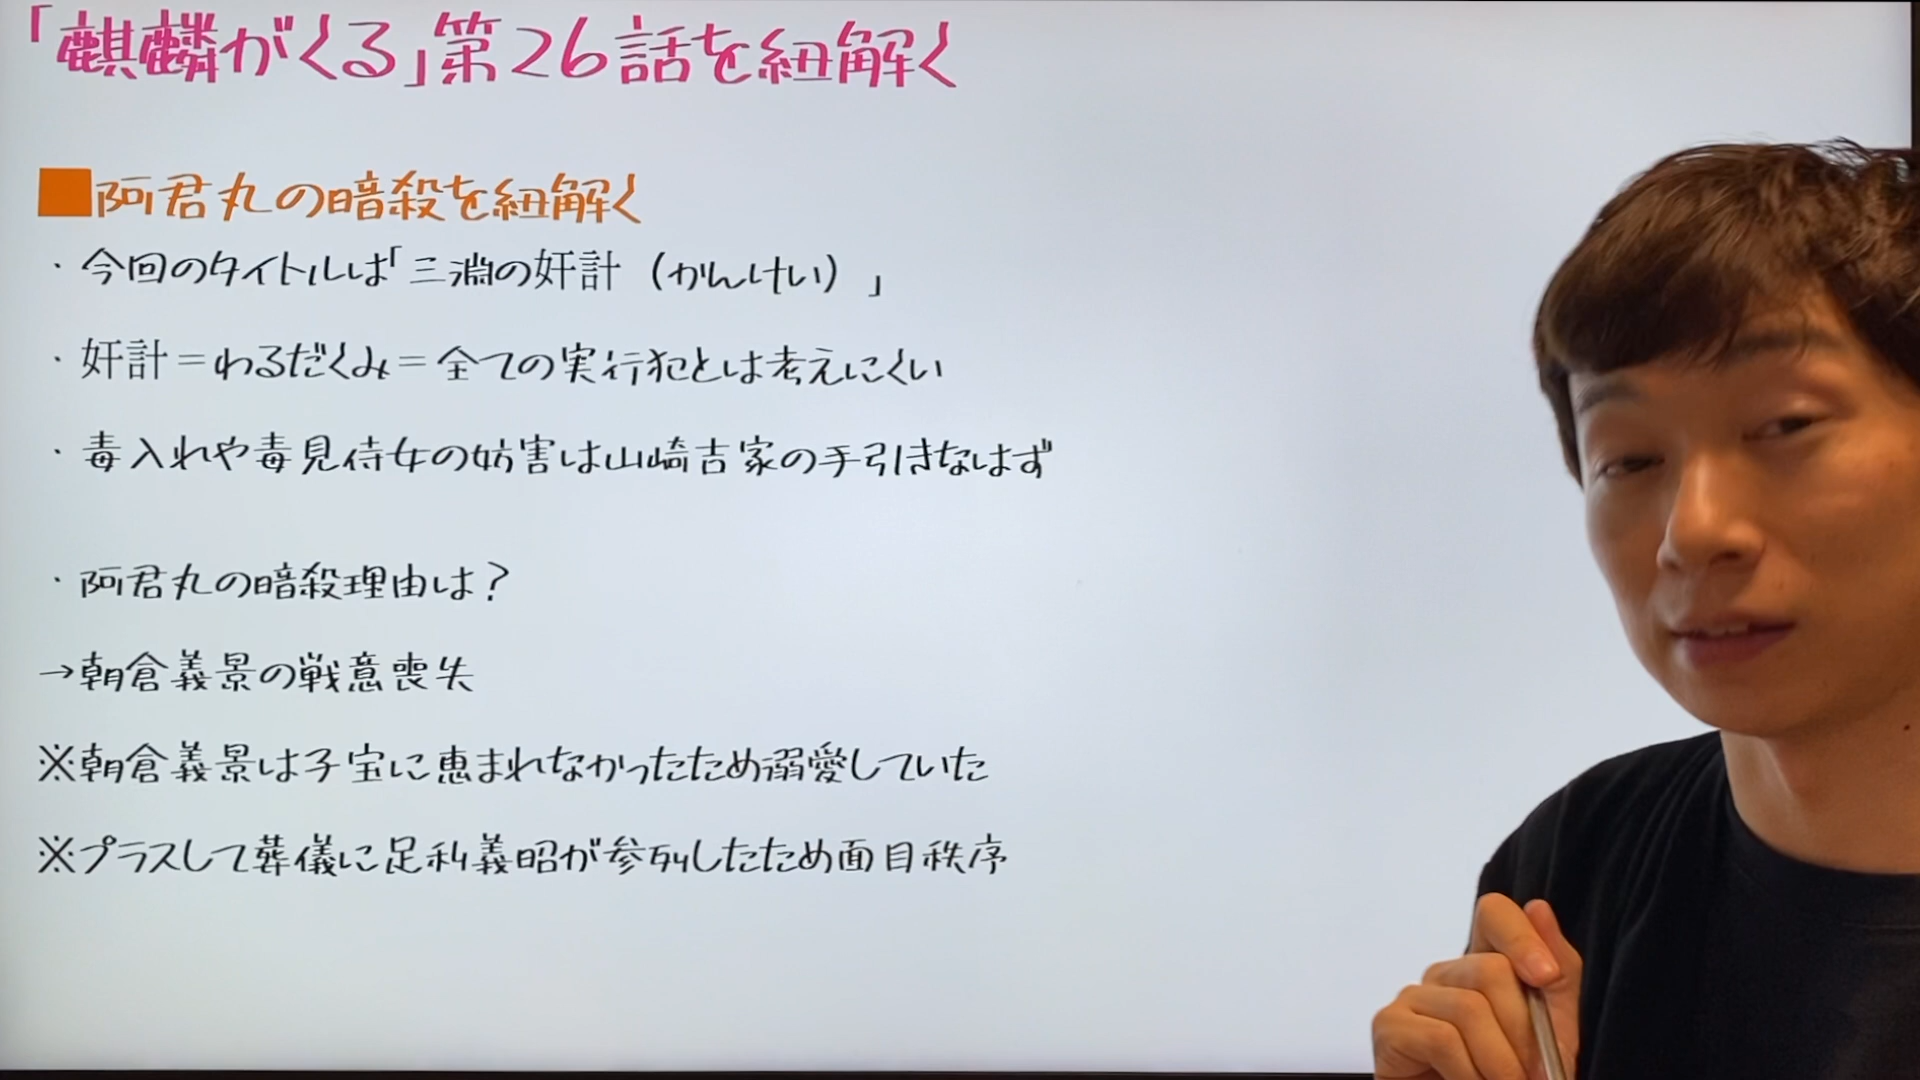 「麒麟がくる」第26話を紐解く
■阿君丸の暗殺を紐解く
・今回のタイトルは「三淵の奸計（かんけい）」
・奸計＝わるだくみ＝全ての実行犯とは考えにくい
・毒入れや毒見侍女の妨害は山崎吉家の手引きなはず
・阿君丸の暗殺理由は？
→朝倉義景の戦意喪失
※朝倉義景は子宝に恵まれなかったため溺愛していた
※プラスして葬儀に足利義昭が参列したため面目秩序